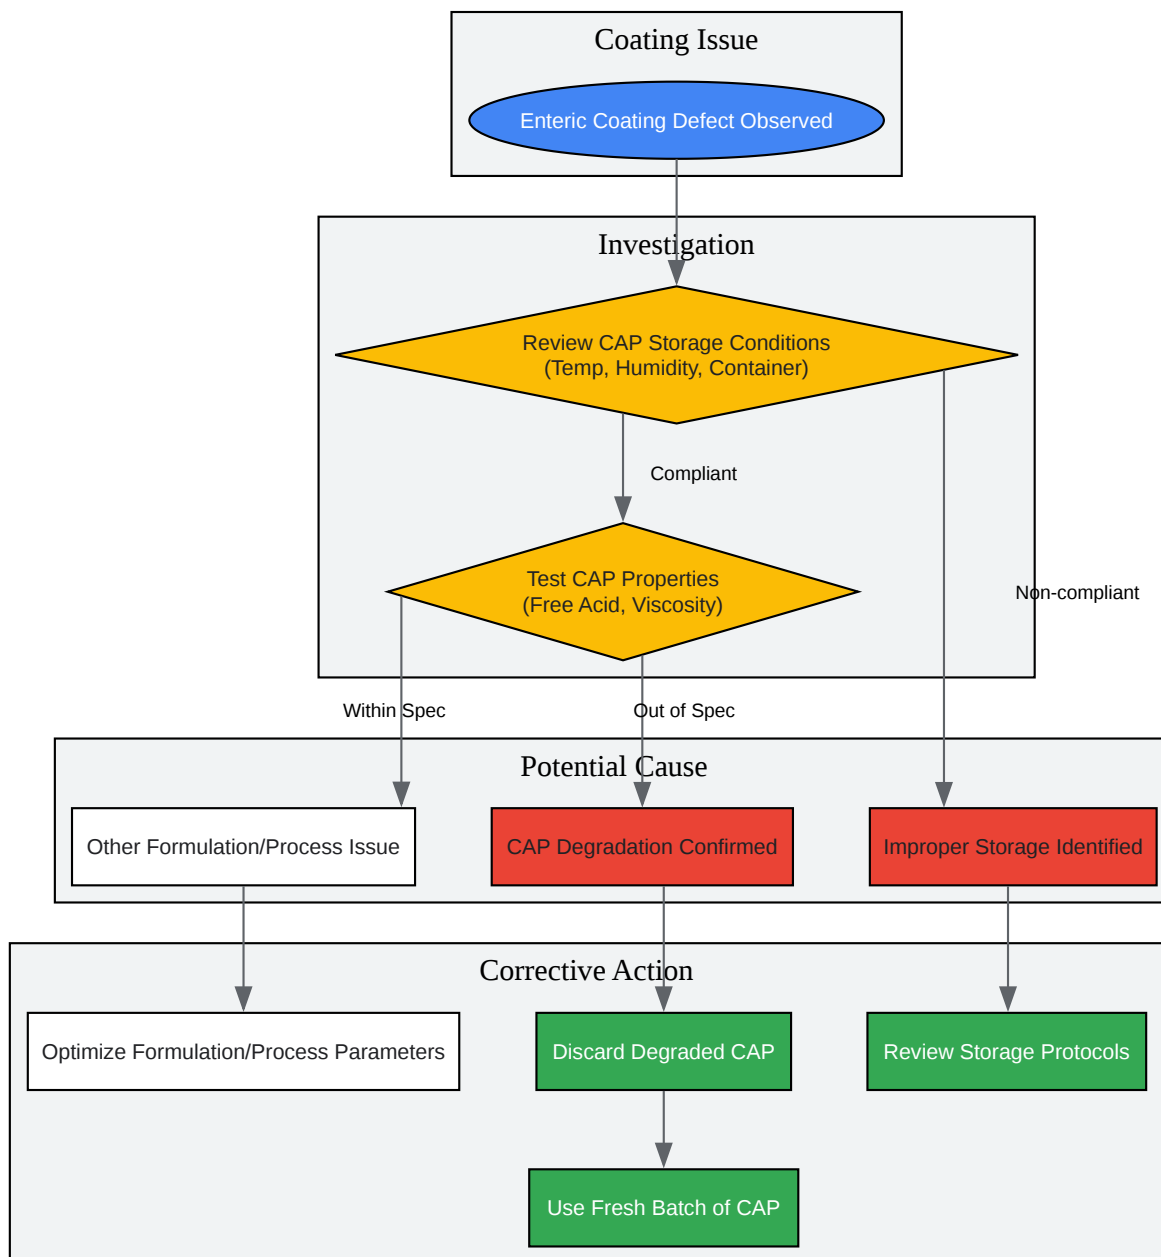 Coating Issue
Enteric Coating Defect Observed
Investigation
Review CAP Storage Conditions
(Temp, Humidity, Container)
Compliant
Test CAP Properties
(Free Acid, Viscosity)
Non-compliant
Within Spec
Out of Spec
Potential Cause
Other Formulation/Process Issue
CAP Degradation Confirmed
Improper Storage Identified
Corrective Action
Optimize Formulation/Process Parameters
Discard Degraded CAP
Review Storage Protocols
Use Fresh Batch of CAP